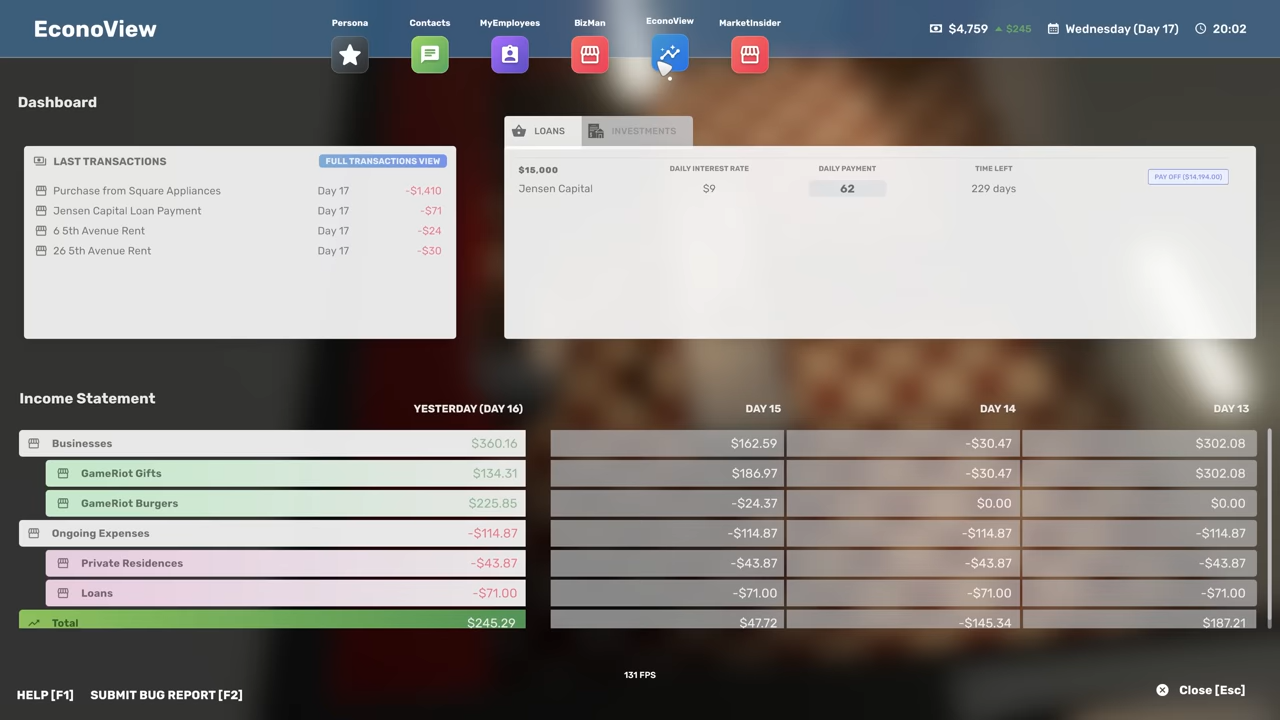 EconoView
Persona
Contacts
MyEmployees
BizMan
EconoView
MarketInsider
$4,759 $245
Wednesday (Day 17)
20:02
Dashboard
LAST TRANSACTIONS
FULL TRANSACTIONS VIEW
Purchase from Square Appliances Day 17 -$1,410
Jensen Capital Loan Payment Day 17 -$71
6 5th Avenue Rent Day 17 -$24
26 5th Avenue Rent Day 17 -$30
LOANS INVESTMENTS
$15,000 DAILY INTEREST RATE DAILY PAYMENT TIME LEFT
Jensen Capital $9 62 229 days
PAY OFF ($14,194.00)
Income Statement
YESTERDAY (DAY 16) DAY 15 DAY 14 DAY 13
Businesses $360.16 $162.59 -$30.47 $302.08
GameRiot Gifts $134.31 $186.97 -$30.47 $302.08
GameRiot Burgers $225.85 -$24.37 $0.00 $0.00
Ongoing Expenses -$114.87 -$114.87 -$114.87 -$114.87
Private Residences -$43.87 -$43.87 -$43.87 -$43.87
Loans -$71.00 -$71.00 -$71.00 -$71.00
Total $245.29 $47.72 -$145.34 $187.21
131 FPS
HELP [F1] SUBMIT BUG REPORT [F2]
Close [Esc]